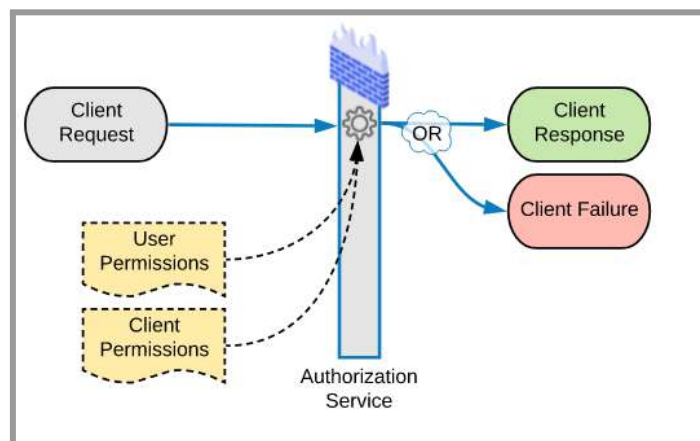 Client
Request
OR
Client
Response
Client Failure
User
Permissions
Client
Permissions
Authorization
Service